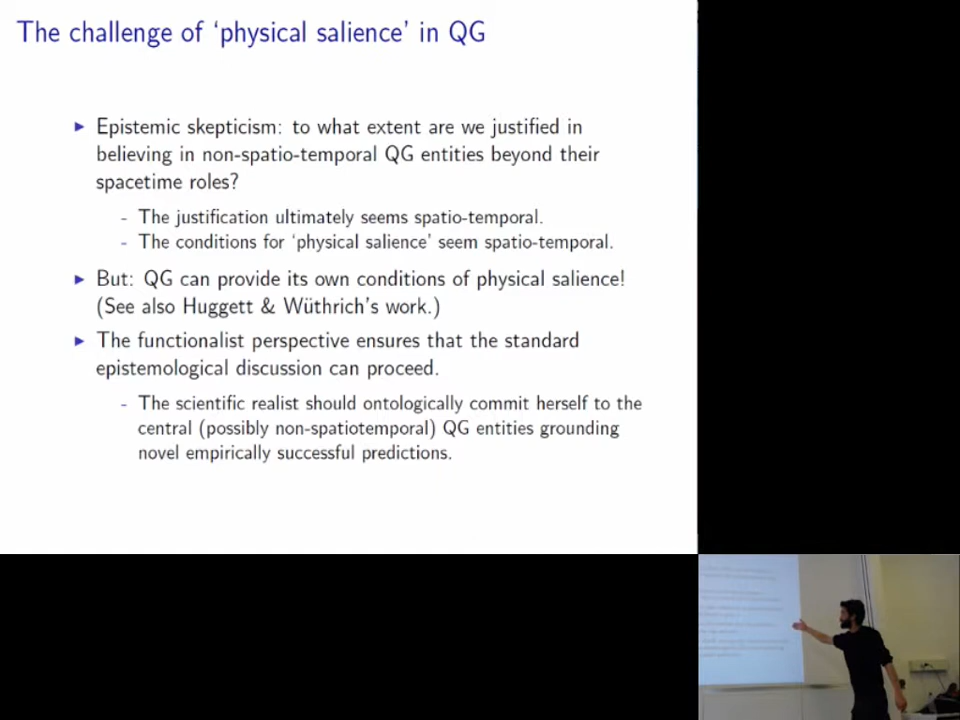 The challenge of ‘physical salience’ in QG
Epistemic skepticism: to what extent are we justified in
believing in non-spatio-temporal QG entities beyond their
spacetime roles?
- The justification ultimately seems spatio-temporal.
- The conditions for ‘physical salience’ seem spatio-temporal.
But: QG can provide its own conditions of physical salience!
(See also Huggett & Wüthrich’s work.)
The functionalist perspective ensures that the standard
epistemological discussion can proceed.
- The scientific realist should ontologically commit herself to the
central (possibly non-spatiotemporal) QG entities grounding
novel empirically successful predictions.